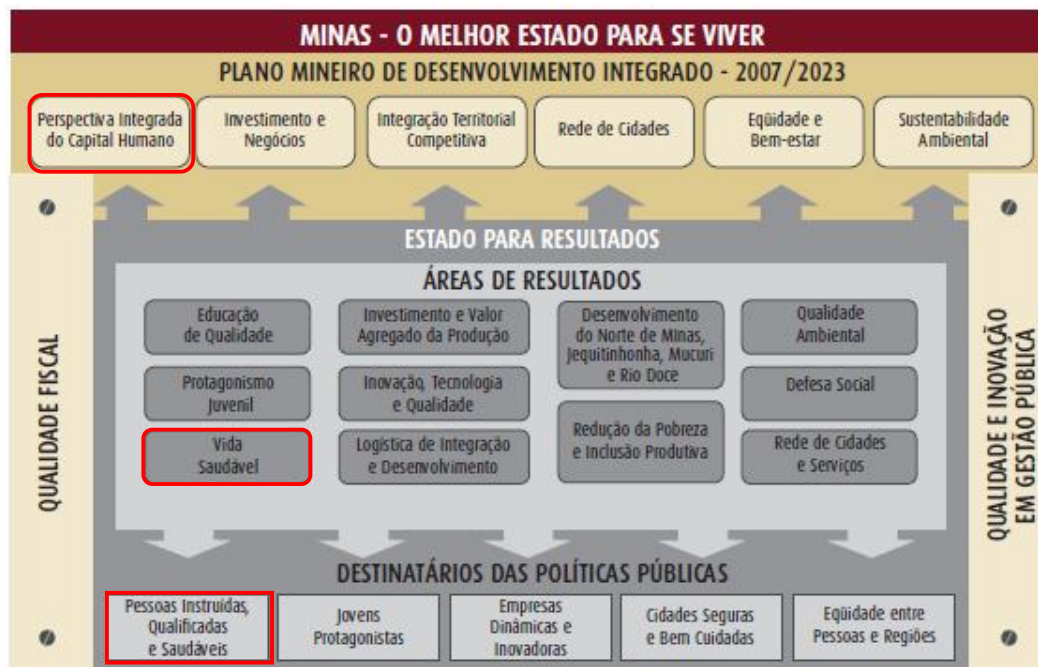 MINAS - O MELHOR ESTADO PARA SE VIVER
PLANO MINEIRO DE DESENVOLVIMENTO INTEGRADO - 2007/2023
Perspectiva Integrada
do Capital Humano
Investimento e
Negócios
Integração Territorial
Competitiva
Rede de Cidades
Eqüidade e
Bem-estar
Sustentabilidade
Ambiental
QUALIDADE FISCAL
ESTADO PARA RESULTADOS
ÁREAS DE RESULTADOS
Educação
de Qualidade
Protagonismo
Juvenil
Vida
Saudável
Investimento e Valor
Agregado da Produção
Inovação, Tecnologia
e Qualidade
Logística de Integração
e Desenvolvimento
Desenvolvimento
do Norte de Minas,
Jequitinhonha, Mucuri
e Rio Doce
Redução da Pobreza
e Inclusão Produtiva
Qualidade
Ambiental
Defesa Social
Rede de Cidades
e Serviços
QUALIDADE E INOVAÇÃO
EM GESTÃO PÚBLICA
DESTINATÁRIOS DAS POLÍTICAS PÚBLICAS
Pessoas Instruídas,
Qualificadas
e Saudáveis
Jovens
Protagonistas
Empresas
Dinâmicas e
Inovadoras
Cidades Seguras
e Bem Cuidadas
Eqüidade entre
Pessoas e Regiões